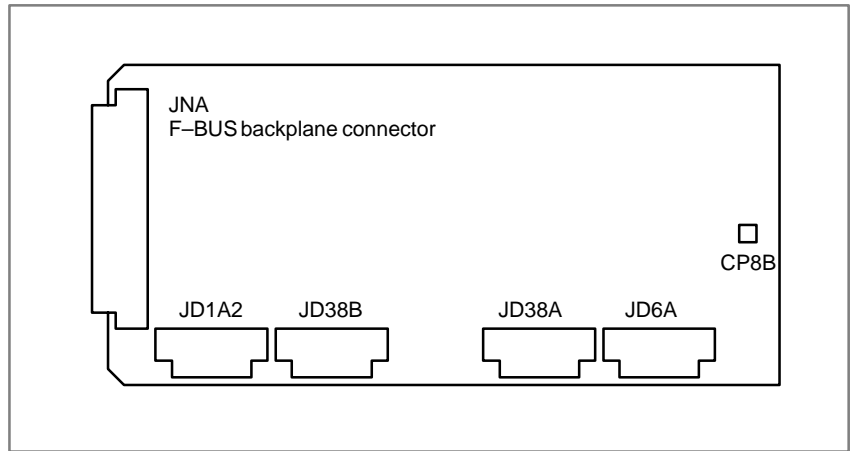 JNA
F–BUS backplane connector
CP8B
JD1A2
JD38B
JD38A
JD6A